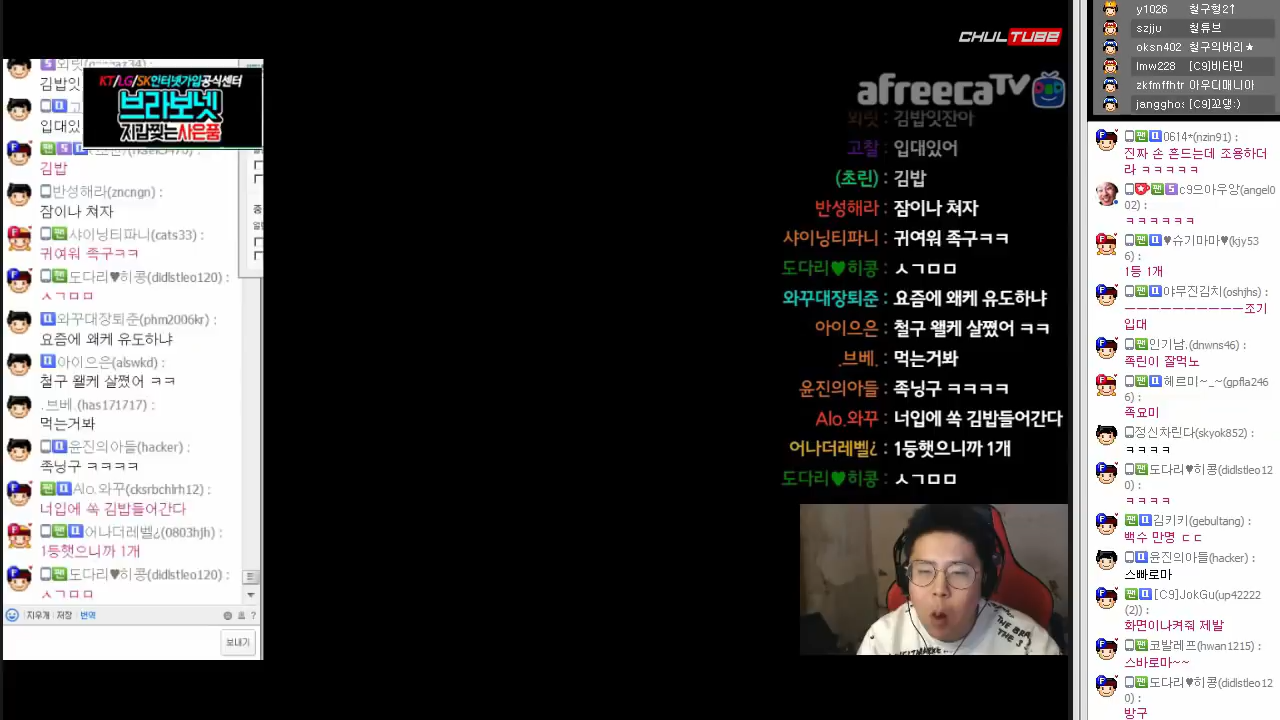 외릿(
김밥잇
KT/LG/SK인터넷가입공식센터
브라보넷
지립찢는사은품
고
입대있
김밥
반성해라(zncngn) :
잠이나 쳐자
샤이닝티파니(cats33) :
귀여워 족구ㅋㅋ
도다리♥히콩(didlstleo120) :
ㅅㄱㅁㅁ
와꾸대장퇴준(phm2006kr) :
요즘에 왜케 유도하냐
아이으은(alswkd) :
철구 왤케 살쪘어 ㅋㅋ
.브베.(has171717) :
먹는거봐
윤진의아들(hacker) :
족닝구 ㅋㅋㅋㅋ
Alo.와꾸(cksrbchlrh12) :
너입에 쏙 김밥들어간다
어나더레벨¿(0803hjh) :
1등햇으니까 1개
도다리♥히콩(didlstleo120) :
ㅅㄱㅁㅁ
지우개 저장 번역
보내기
CHULTUBE
afreecaTV
외릿 : 김밥잇잔아
고찰 : 입대있어
(초린) : 김밥
반성해라 : 잠이나 쳐자
샤이닝티파니 : 귀여워 족구ㅋㅋ
도다리♥히콩 : ㅅㄱㅁㅁ
와꾸대장퇴준 : 요즘에 왜케 유도하냐
아이으은 : 철구 왤케 살쪘어 ㅋㅋ
.브베. : 먹는거봐
윤진의아들 : 족닝구 ㅋㅋㅋㅋ
Alo.와꾸 : 너입에 쏙 김밥들어간다
어나더레벨¿ : 1등햇으니까 1개
도다리♥히콩 : ㅅㄱㅁㅁ
y1026 철구형2↑
szjju 철튜브
oksn402 철구익버리★
lmw228 [C9]비타민
zkfmffhtr 아우디매니아
janggho: [C9]꼬댕:)
0614*(nzin91) :
진짜 손 흔드는데 조용하더
라 ㅋㅋㅋㅋㅋ
c9으아우양(angel0
02) :
ㅋㅋㅋㅋㅋㅋ
♥슈기마마♥(kjy53
6) :
1등 1개
야무진김치(oshjhs) :
ㅡㅡㅡㅡㅡㅡㅡㅡㅡㅡ조기
입대
인기남.(dnwns46) :
족린이 잘먹노
헤르미~_~(gpfla246
6) :
족요미
정신차린다(skyok852) :
ㅋㅋㅋㅋ
도다리♥히콩(didlstleo12
0) :
ㅋㅋㅋㅋ
김키키(gebultang) :
백수 만명 ㄷㄷ
윤진의아들(hacker) :
스빠로마
[C9]JokGu(up42222
(2)) :
화면이나켜줘 제발
코발레프(hwan1215) :
스바로마~~
도다리♥히콩(didlstleo12
0) :
방구